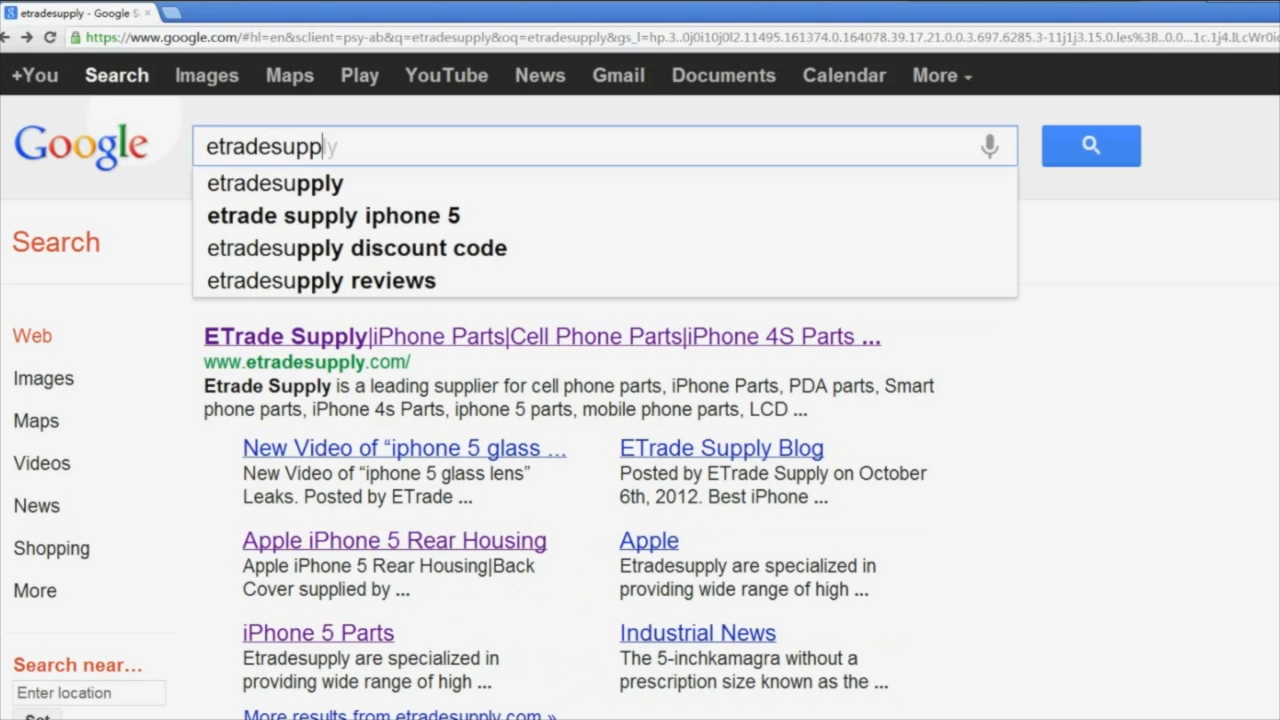 etradesupply - Google S
https://www.google.com/#hl=en&sclient=psy-ab&q=etradesupply&oq=etradesupply&gs_l=hp.3..0j0i10j0l2.11495.161374.0.164078.39.17.21.0.0.3.697.6285.3-11j1j3.15.0.les%3B..0.0...1c.1j4.ILcWr0i
+You Search Images Maps Play YouTube News Gmail Documents Calendar More
Google
etradesupply
etradesupply
etrade supply iphone 5
etradesupply discount code
etradesupply reviews
Search
Web
Images
Maps
Videos
News
Shopping
More
Search near...
Enter location
Set
ETrade Supply|iPhone Parts|Cell Phone Parts|iPhone 4S Parts ...
www.etradesupply.com/
Etrade Supply is a leading supplier for cell phone parts, iPhone Parts, PDA parts, Smart
phone parts, iPhone 4s Parts, iphone 5 parts, mobile phone parts, LCD ...
New Video of “iphone 5 glass ...
New Video of “iphone 5 glass lens”
Leaks. Posted by ETrade ...
ETrade Supply Blog
Posted by ETrade Supply on October
6th, 2012. Best iPhone ...
Apple iPhone 5 Rear Housing
Apple iPhone 5 Rear Housing|Back
Cover supplied by ...
Apple
Etradesupply are specialized in
providing wide range of high ...
iPhone 5 Parts
Etradesupply are specialized in
providing wide range of high ...
Industrial News
The 5-inchkamagra without a
prescription size known as the ...
More results from etradesupply.com »